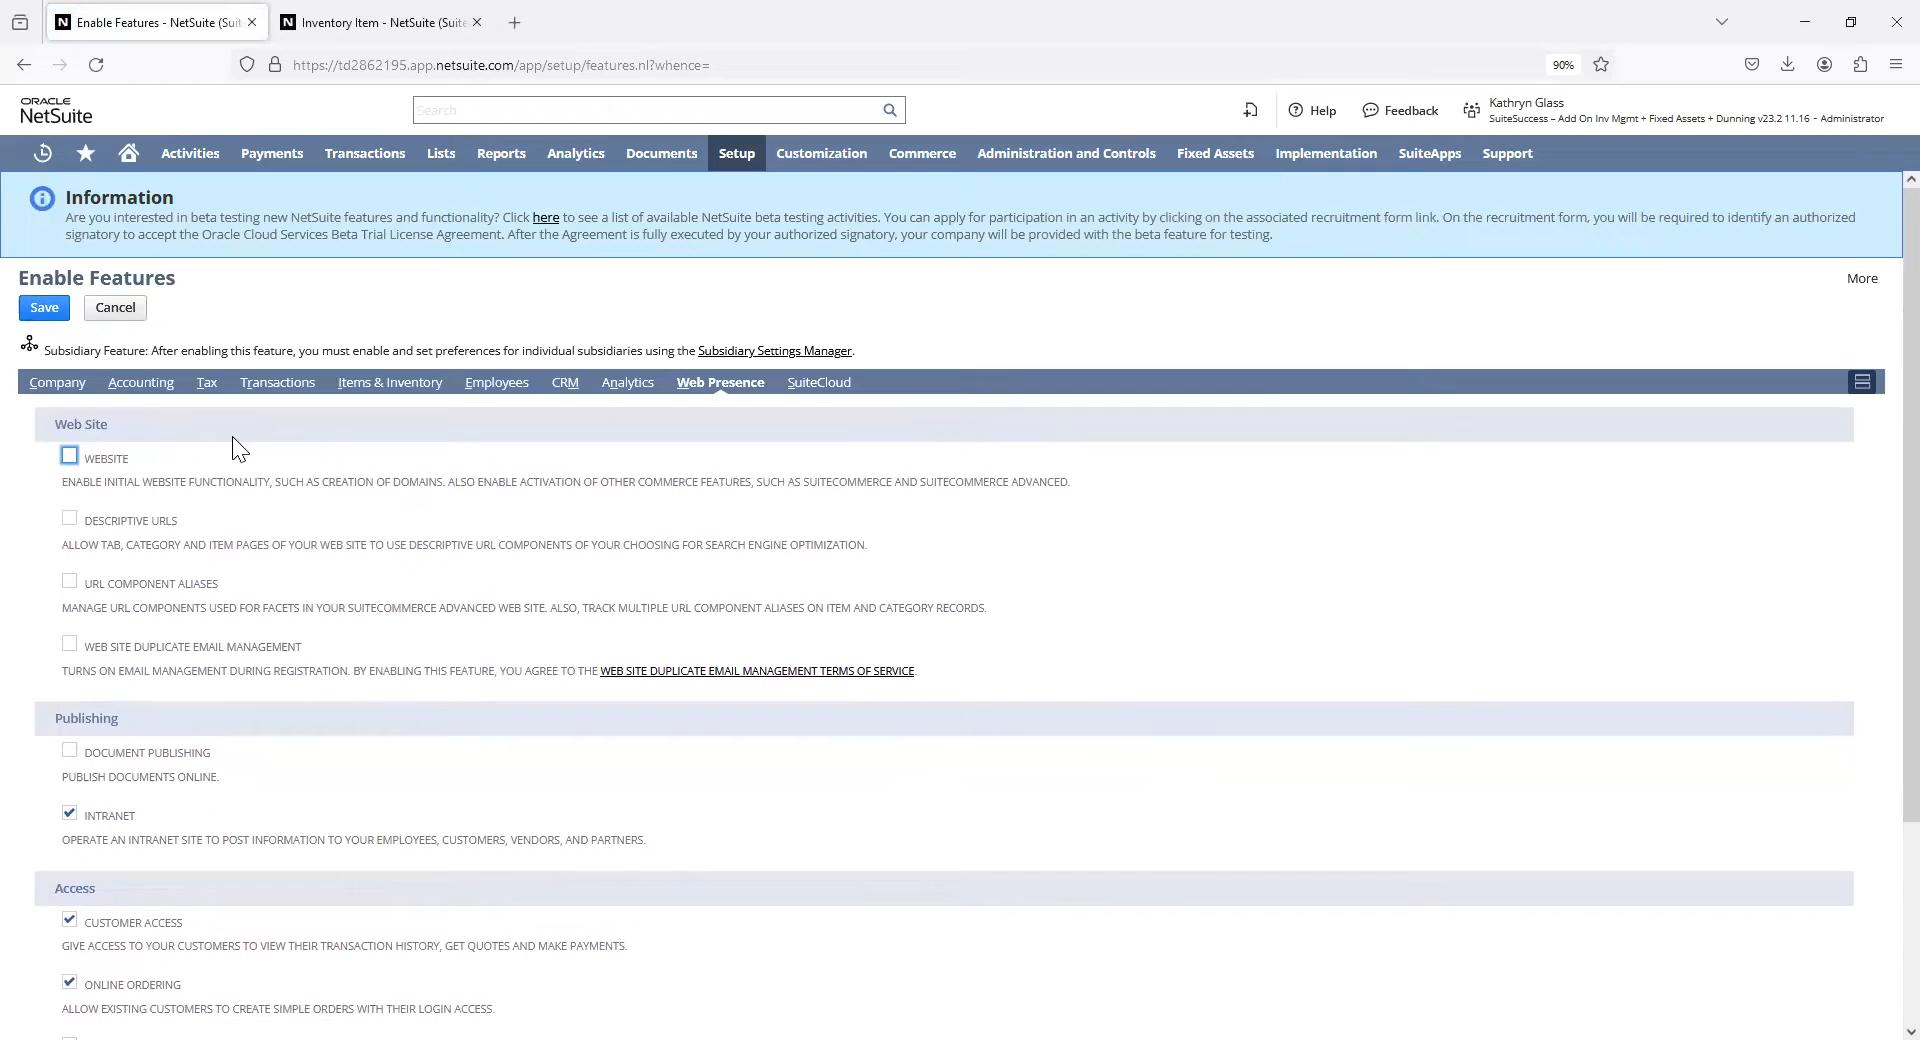 Enable Features - NetSuite (Suit
Inventory Item - NetSuite (Suite
https://td2862195.app.netsuite.com/app/setup/features.nl?whence=
90%
ORACLE
NetSuite
Search
Help
Feedback
Kathryn Glass
SuiteSuccess – Add On Inv Mgmt + Fixed Assets + Dunning v23.2 11.16 - Administrator
Activities Payments Transactions Lists Reports Analytics Documents Setup Customization Commerce Administration and Controls Fixed Assets Implementation SuiteApps Support
Information
Are you interested in beta testing new NetSuite features and functionality? Click here to see a list of available NetSuite beta testing activities. You can apply for participation in an activity by clicking on the associated recruitment form link. On the recruitment form, you will be required to identify an authorized
signatory to accept the Oracle Cloud Services Beta Trial License Agreement. After the Agreement is fully executed by your authorized signatory, your company will be provided with the beta feature for testing.
Enable Features
More
Save Cancel
Subsidiary Feature: After enabling this feature, you must enable and set preferences for individual subsidiaries using the Subsidiary Settings Manager.
Company Accounting Tax Transactions Items & Inventory Employees CRM Analytics Web Presence SuiteCloud
Web Site
WEBSITE
ENABLE INITIAL WEBSITE FUNCTIONALITY, SUCH AS CREATION OF DOMAINS. ALSO ENABLE ACTIVATION OF OTHER COMMERCE FEATURES, SUCH AS SUITECOMMERCE AND SUITECOMMERCE ADVANCED.
DESCRIPTIVE URLS
ALLOW TAB, CATEGORY AND ITEM PAGES OF YOUR WEB SITE TO USE DESCRIPTIVE URL COMPONENTS OF YOUR CHOOSING FOR SEARCH ENGINE OPTIMIZATION.
URL COMPONENT ALIASES
MANAGE URL COMPONENTS USED FOR FACETS IN YOUR SUITECOMMERCE ADVANCED WEB SITE. ALSO, TRACK MULTIPLE URL COMPONENT ALIASES ON ITEM AND CATEGORY RECORDS.
WEB SITE DUPLICATE EMAIL MANAGEMENT
TURNS ON EMAIL MANAGEMENT DURING REGISTRATION. BY ENABLING THIS FEATURE, YOU AGREE TO THE WEB SITE DUPLICATE EMAIL MANAGEMENT TERMS OF SERVICE.
Publishing
DOCUMENT PUBLISHING
PUBLISH DOCUMENTS ONLINE.
INTRANET
OPERATE AN INTRANET SITE TO POST INFORMATION TO YOUR EMPLOYEES, CUSTOMERS, VENDORS, AND PARTNERS.
Access
CUSTOMER ACCESS
GIVE ACCESS TO YOUR CUSTOMERS TO VIEW THEIR TRANSACTION HISTORY, GET QUOTES AND MAKE PAYMENTS.
ONLINE ORDERING
ALLOW EXISTING CUSTOMERS TO CREATE SIMPLE ORDERS WITH THEIR LOGIN ACCESS.